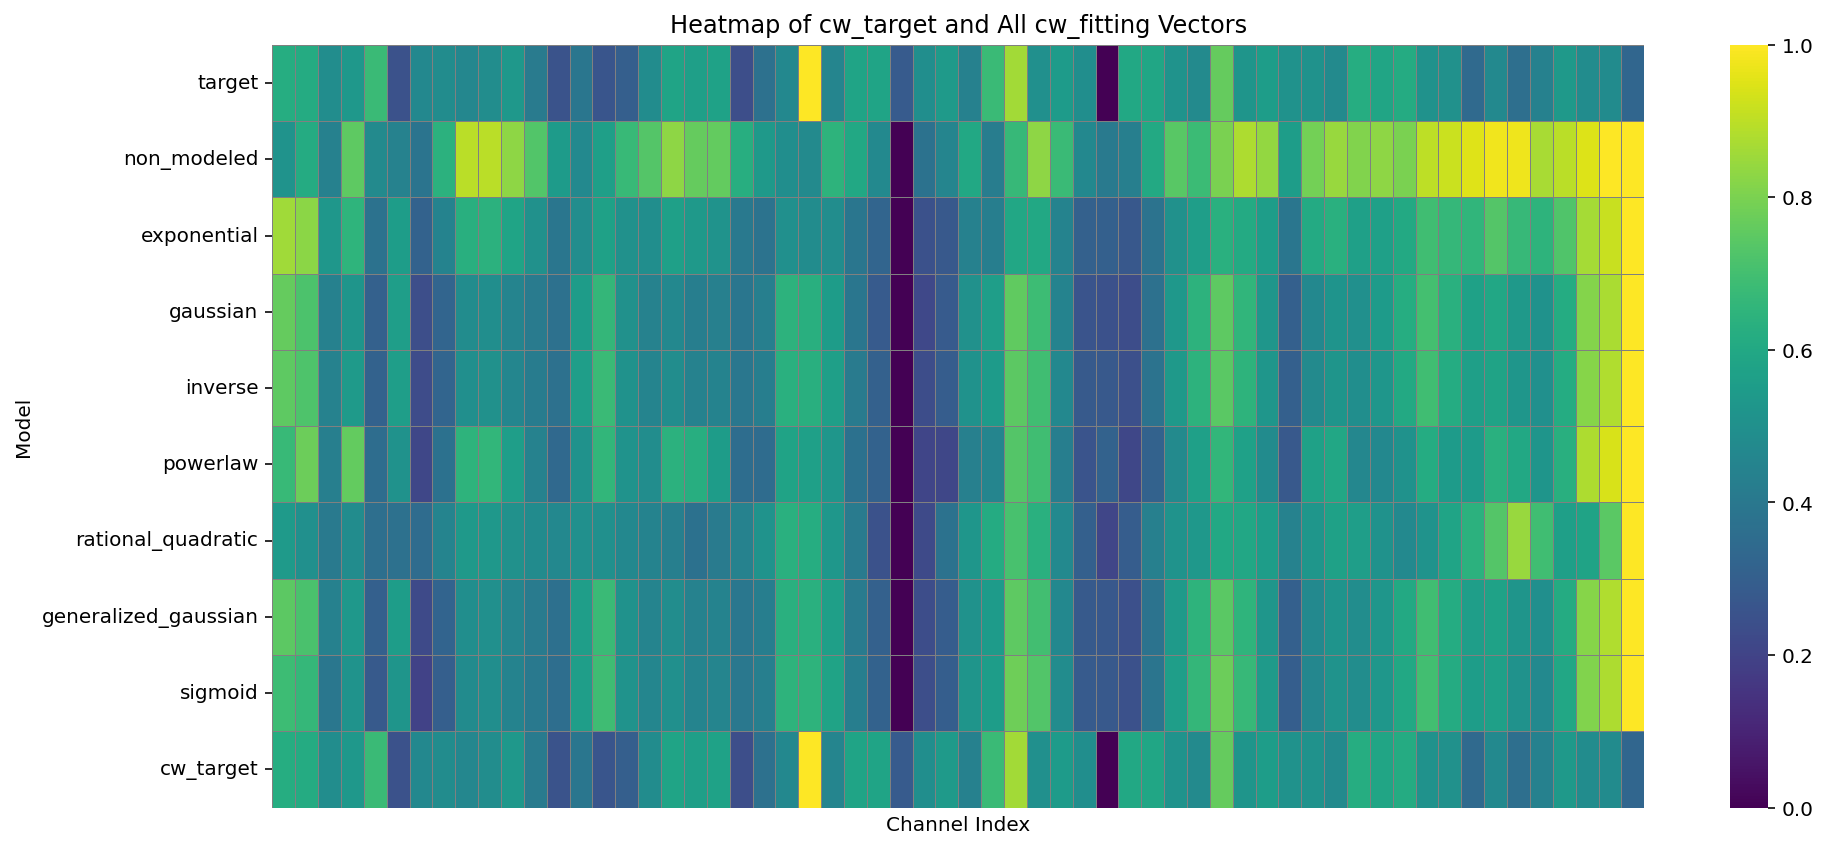 Heatmap of cw_target and All cw_fitting Vectors
Model
target
non_modeled
exponential
gaussian
inverse
powerlaw
rational_quadratic
generalized_gaussian
sigmoid
cw_target
Channel Index
1.0
0.8
0.6
0.4
0.2
0.0